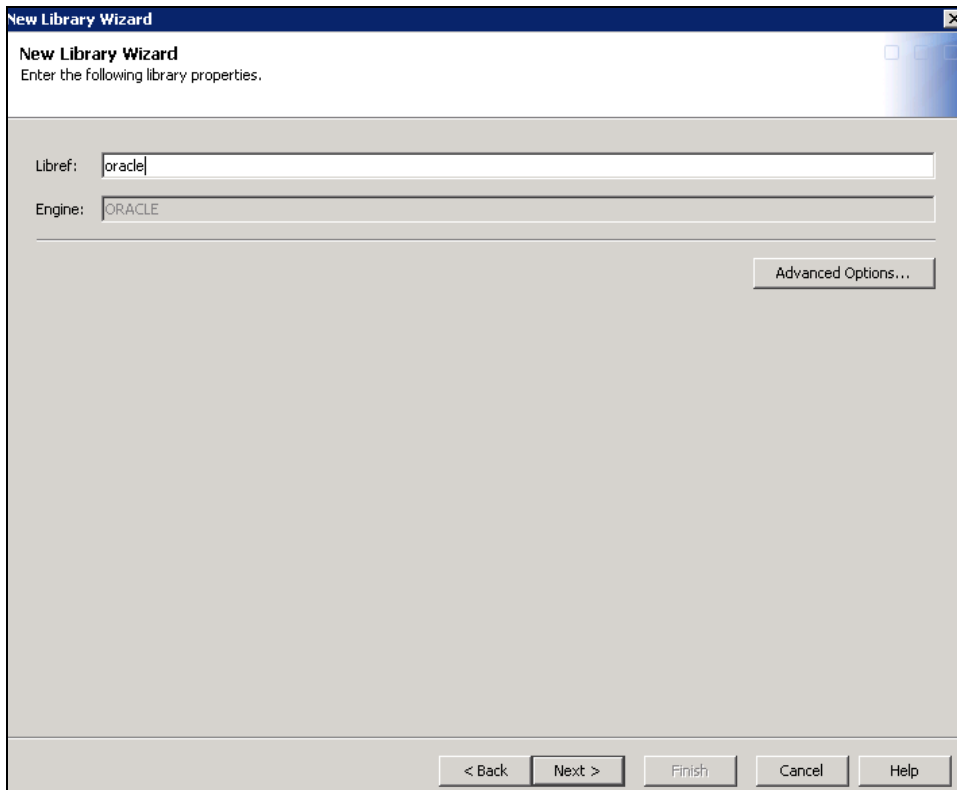 New Library Wizard
New Library Wizard
Enter the following library properties.
Libref: oracle
Engine: ORACLE
Advanced Options...
< Back Next > Finish Cancel Help